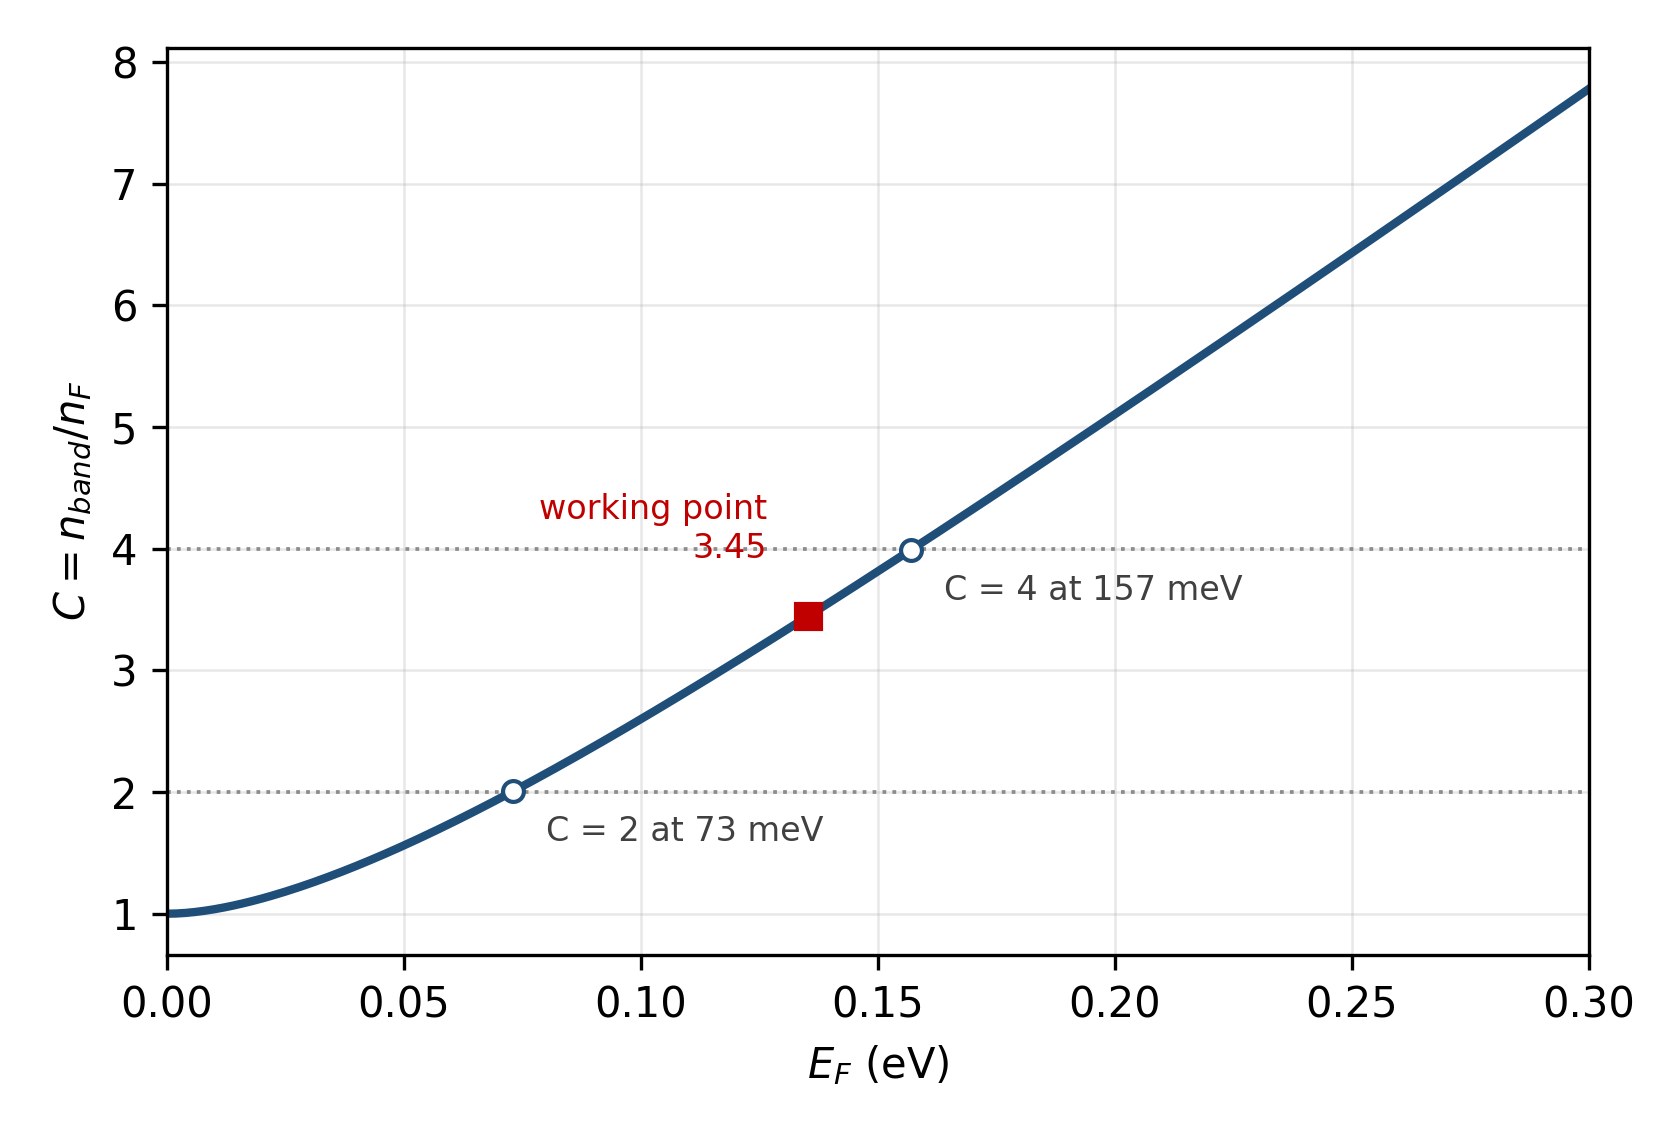 8
7
6
5
4
3
2
1
C = n_band/n_F
working point
3.45
C = 4 at 157 meV
C = 2 at 73 meV
0.00 0.05 0.10 0.15 0.20 0.25 0.30
E_F (eV)